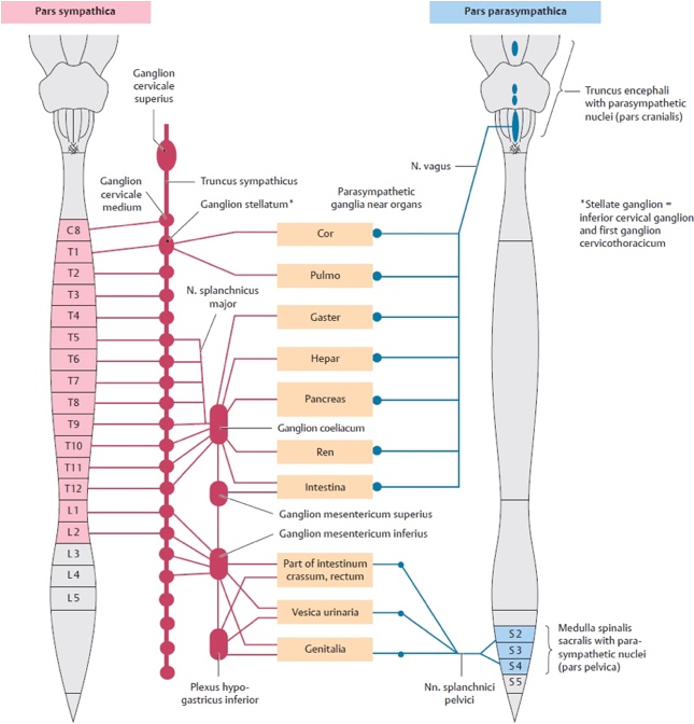 Pars sympathica
Pars parasympathica
Ganglion
cervicale
superius
Truncus encephali
with parasympathetic
nuclei (pars cranialis)
N. vagus
Ganglion
cervicale
medium
Truncus sympathicus
Ganglion stellatum*
Parasympathetic
ganglia near organs
*Stellate ganglion =
inferior cervical ganglion
and first ganglion
cervicothoracicum
C8
T1
T2
T3
T4
T5
T6
T7
T8
T9
T10
T11
T12
L1
L2
L3
L4
L5
N. splanchnicus
major
Cor
Pulmo
Gaster
Hepar
Pancreas
Ganglion coeliacum
Ren
Intestina
Ganglion mesentericum superius
Ganglion mesentericum inferius
Part of intestinum
crassum, rectum
Vesica urinaria
Genitalia
Plexus hypo-
gastricus inferior
Nn. splanchnici
pelvici
S2
S3
S4
S5
Medulla spinalis
sacralis with para-
sympathetic nuclei
(pars pelvica)